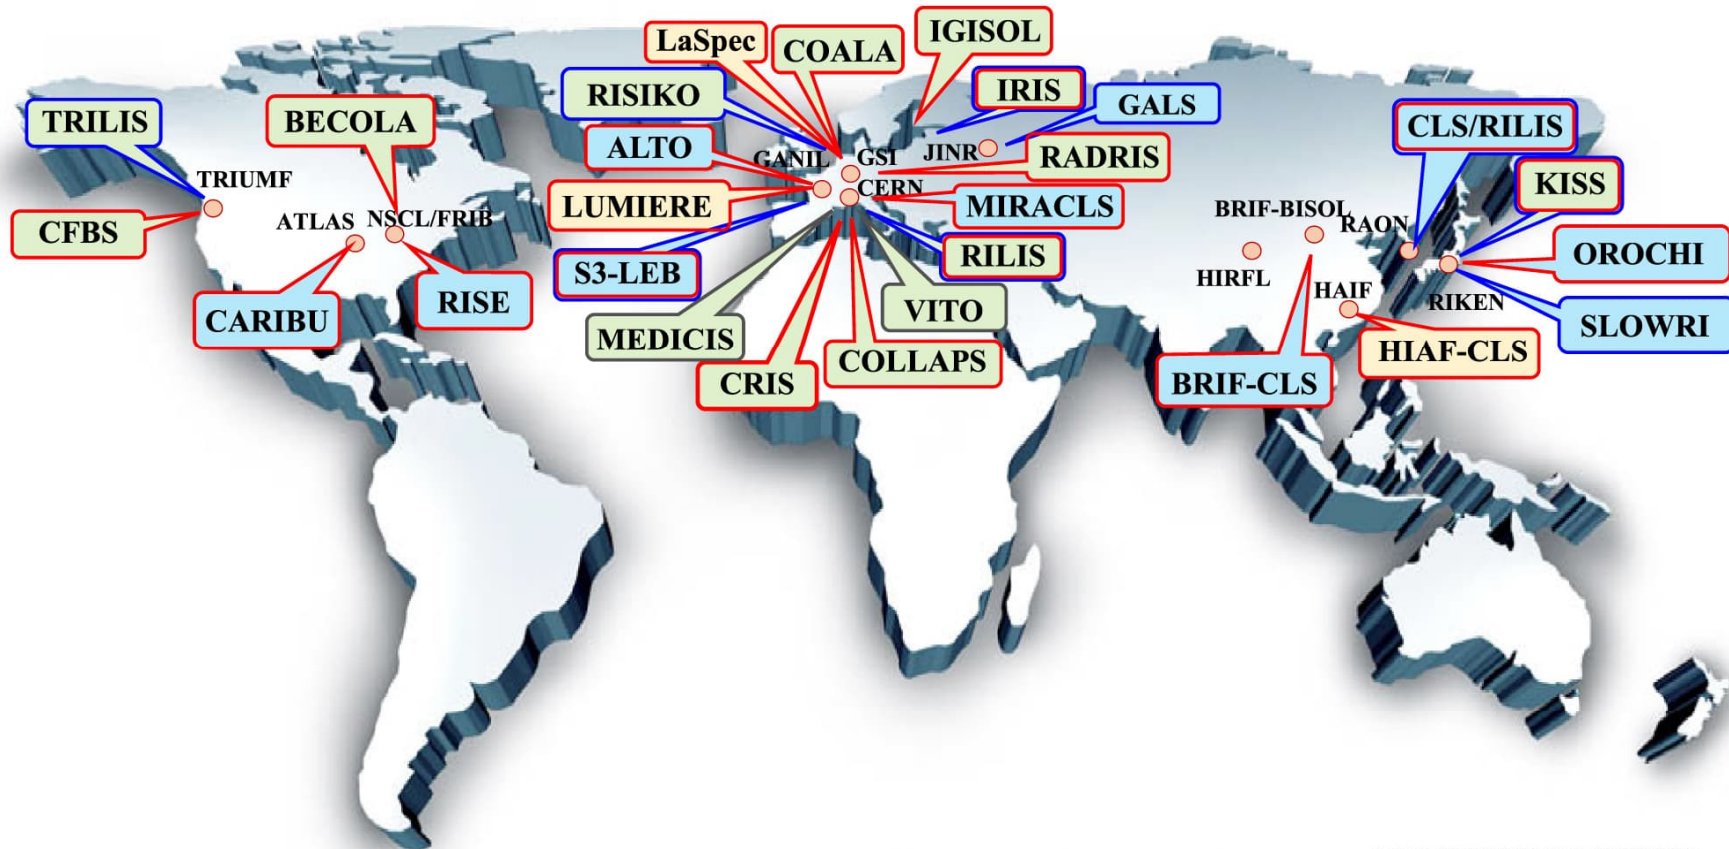 LaSpec
COALA
IGISOL
RISIKO
IRIS
GALS
TRILIS
BECOLA
CLS/RILIS
ALTO
GANIL
GSI
JINR
RADRIS
TRIUMF
KISS
CERN
LUMIERE
MIRACLS
CFBS
ATLAS
NSCL/FRIB
BRIF-BISOL
RAON
OROCHI
S3-LEB
RILIS
HIRFL
CARIBU
RISE
VITO
HAIF
RIKEN
SLOWRI
MEDICIS
COLLAPS
HIAF-CLS
CRIS
BRIF-CLS